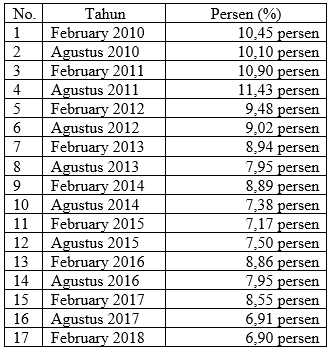 No. Tahun Persen (%)
1 February 2010 10,45 persen
2 Agustus 2010 10,10 persen
3 February 2011 10,90 persen
4 Agustus 2011 11,43 persen
5 February 2012 9,48 persen
6 Agustus 2012 9,02 persen
7 February 2013 8,94 persen
8 Agustus 2013 7,95 persen
9 February 2014 8,89 persen
10 Agustus 2014 7,38 persen
11 February 2015 7,17 persen
12 Agustus 2015 7,50 persen
13 February 2016 8,86 persen
14 Agustus 2016 7,95 persen
15 February 2017 8,55 persen
16 Agustus 2017 6,91 persen
17 February 2018 6,90 persen